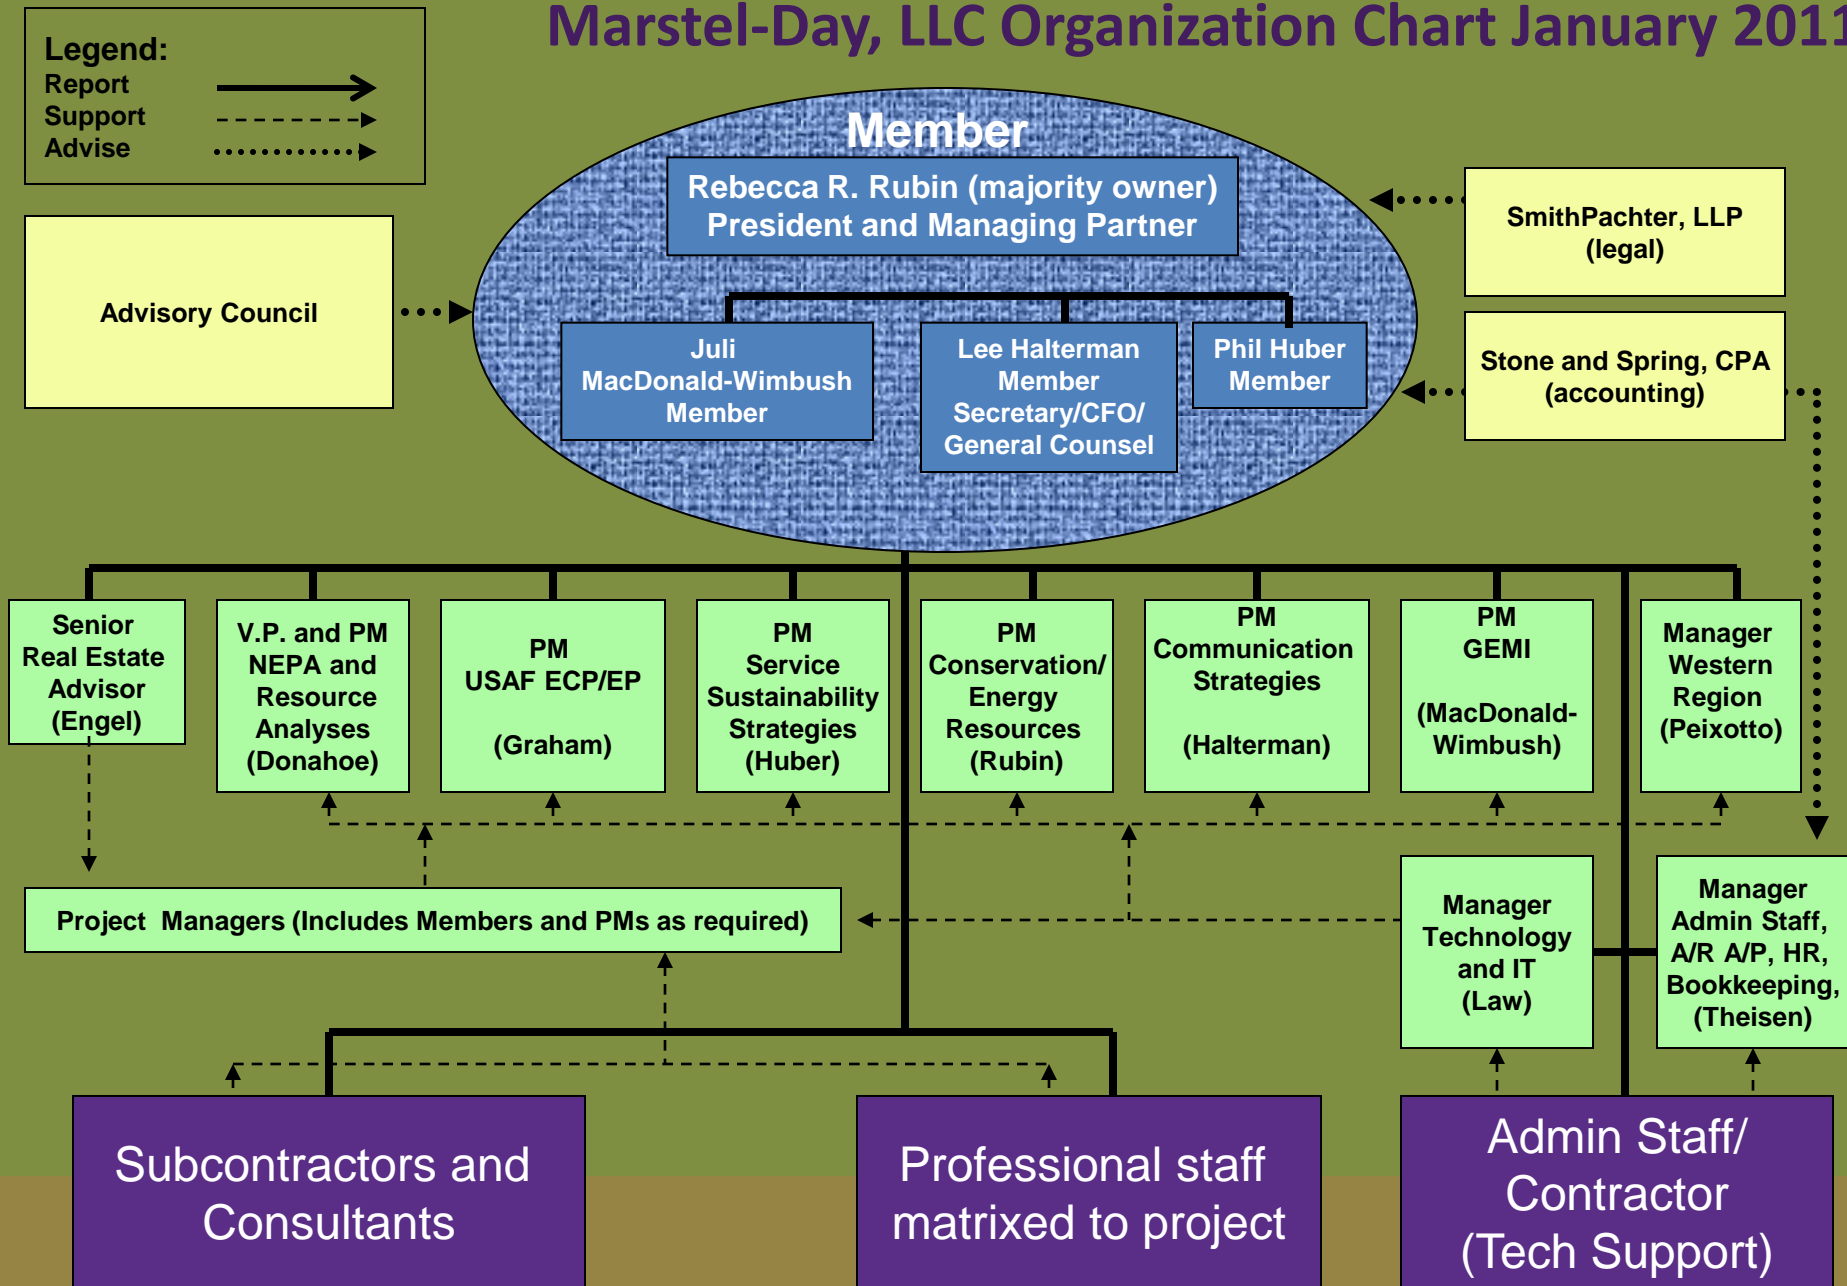 Marstel-Day, LLC Organization Chart January 2011
Legend:
Report
Support
Advise
Member
Rebecca R. Rubin (majority owner)
President and Managing Partner
SmithPachter, LLP
(legal)
Advisory Council
Juli
MacDonald-Wimbush
Member
Lee Halterman
Member
Secretary/CFO/
General Counsel
Phil Huber
Member
Stone and Spring, CPA
(accounting)
Senior
Real Estate
Advisor
(Engel)
V.P. and PM
NEPA and
Resource
Analyses
(Donahoe)
PM
USAF ECP/EP
(Graham)
PM
Service
Sustainability
Strategies
(Huber)
PM
Conservation/
Energy
Resources
(Rubin)
PM
Communication
Strategies
(Halterman)
PM
GEMI
(MacDonald-
Wimbush)
Manager
Western
Region
(Peixotto)
Project  Managers (Includes Members and PMs as required)
Manager
Technology
and IT
(Law)
Manager
Admin Staff,
A/R A/P, HR,
Bookkeeping,
(Theisen)
Subcontractors and
Consultants
Professional staff
matrixed to project
Admin Staff/
Contractor
(Tech Support)